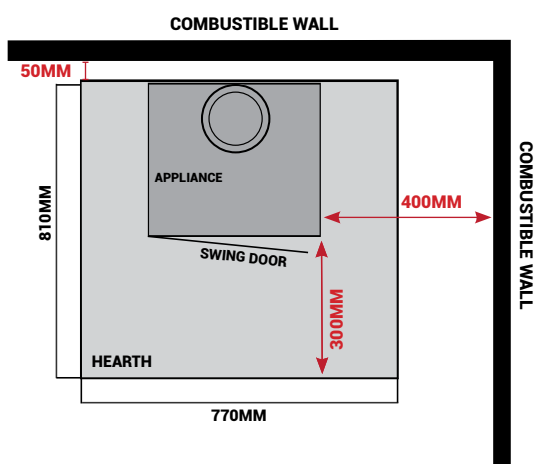 COMBUSTIBLE WALL
50MM
APPLIANCE
810MM
400MM
COMBUSTIBLE WALL
SWING DOOR
300MM
HEARTH
770MM